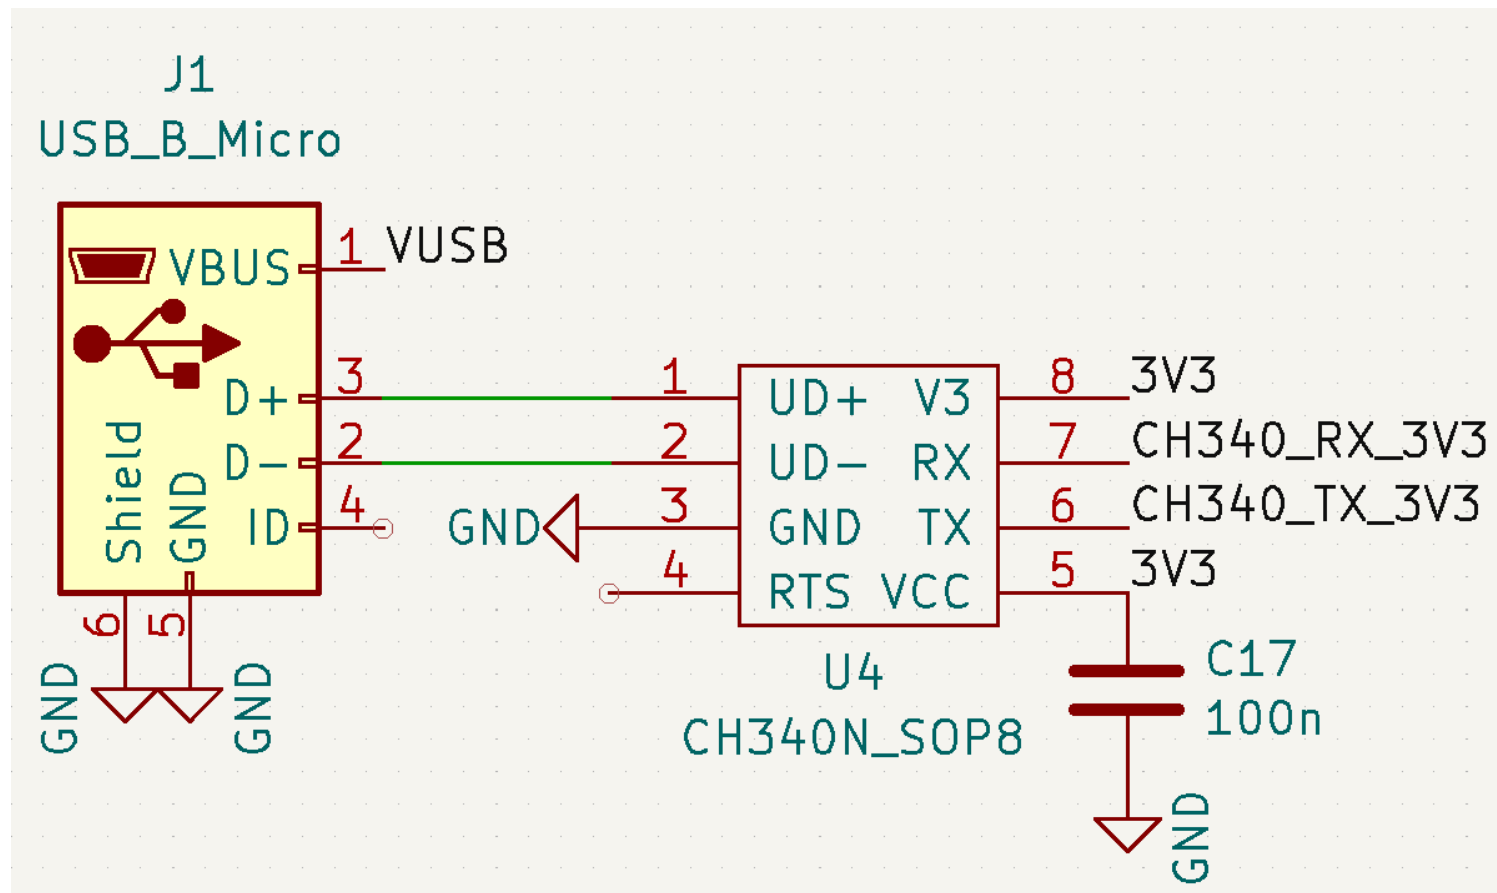 J1
USB_B_Micro
VBUS
1
VUSB
D+
3
D-
2
ID
4
Shield
GND
6
5
GND
GND
1
UD+
V3
8
3V3
2
UD-
RX
7
CH340_RX_3V3
GND
3
GND
TX
6
CH340_TX_3V3
4
RTS
VCC
5
3V3
U4
CH340N_SOP8
C17
100n
GND